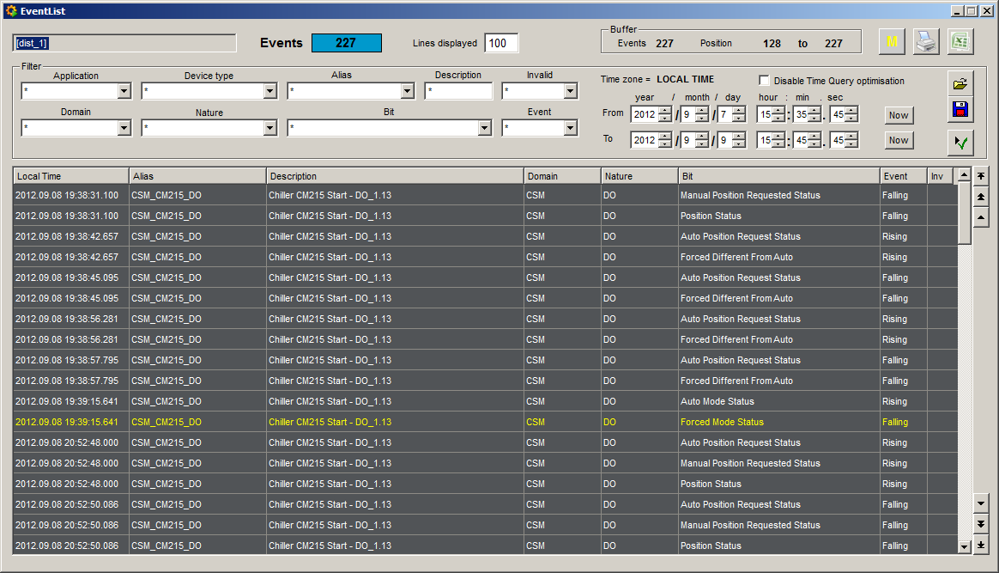 EventList
[dist_1]
Events 227 Lines displayed 100
Buffer
Events 227 Position 128 to 227
M
Filter
Application Device type Alias Description Invalid
* * * * *
Domain Nature Bit Event
* * * *
Time zone = LOCAL TIME Disable Time Query optimisation
year / month / day hour : min . sec
From 2012 / 9 / 7 15 : 35 . 45 Now
To 2012 / 9 / 9 15 : 45 . 45 Now
Local Time Alias Description Domain Nature Bit Event Inv
2012.09.08 19:38:31.100 CSM_CM215_DO Chiller CM215 Start - DO_1.13 CSM DO Manual Position Requested Status Falling
2012.09.08 19:38:31.100 CSM_CM215_DO Chiller CM215 Start - DO_1.13 CSM DO Position Status Falling
2012.09.08 19:38:42.657 CSM_CM215_DO Chiller CM215 Start - DO_1.13 CSM DO Auto Position Request Status Rising
2012.09.08 19:38:42.657 CSM_CM215_DO Chiller CM215 Start - DO_1.13 CSM DO Forced Different From Auto Rising
2012.09.08 19:38:45.095 CSM_CM215_DO Chiller CM215 Start - DO_1.13 CSM DO Auto Position Request Status Falling
2012.09.08 19:38:45.095 CSM_CM215_DO Chiller CM215 Start - DO_1.13 CSM DO Forced Different From Auto Falling
2012.09.08 19:38:56.281 CSM_CM215_DO Chiller CM215 Start - DO_1.13 CSM DO Auto Position Request Status Rising
2012.09.08 19:38:56.281 CSM_CM215_DO Chiller CM215 Start - DO_1.13 CSM DO Forced Different From Auto Rising
2012.09.08 19:38:57.795 CSM_CM215_DO Chiller CM215 Start - DO_1.13 CSM DO Auto Position Request Status Falling
2012.09.08 19:38:57.795 CSM_CM215_DO Chiller CM215 Start - DO_1.13 CSM DO Forced Different From Auto Falling
2012.09.08 19:39:15.641 CSM_CM215_DO Chiller CM215 Start - DO_1.13 CSM DO Auto Mode Status Rising
2012.09.08 19:39:15.641 CSM_CM215_DO Chiller CM215 Start - DO_1.13 CSM DO Forced Mode Status Falling
2012.09.08 20:52:48.000 CSM_CM215_DO Chiller CM215 Start - DO_1.13 CSM DO Auto Position Request Status Rising
2012.09.08 20:52:48.000 CSM_CM215_DO Chiller CM215 Start - DO_1.13 CSM DO Manual Position Requested Status Rising
2012.09.08 20:52:48.000 CSM_CM215_DO Chiller CM215 Start - DO_1.13 CSM DO Position Status Rising
2012.09.08 20:52:50.086 CSM_CM215_DO Chiller CM215 Start - DO_1.13 CSM DO Auto Position Request Status Falling
2012.09.08 20:52:50.086 CSM_CM215_DO Chiller CM215 Start - DO_1.13 CSM DO Manual Position Requested Status Falling
2012.09.08 20:52:50.086 CSM_CM215_DO Chiller CM215 Start - DO_1.13 CSM DO Position Status Falling